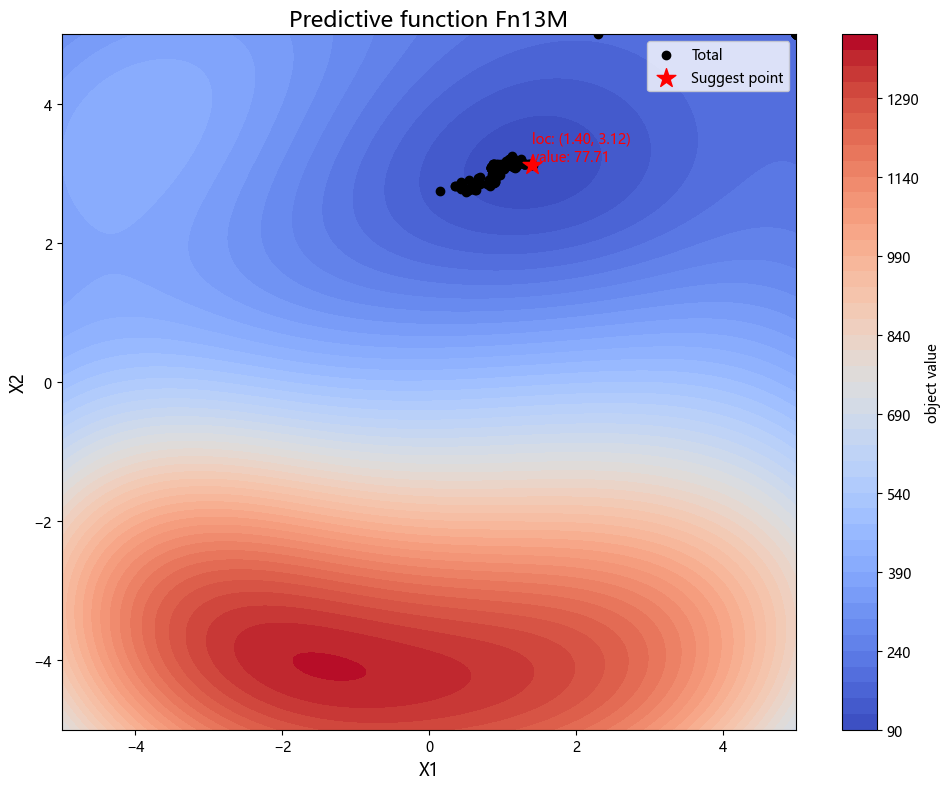 Predictive function Fn13M
Total
Suggest point
loc: (1.40, 3.12)
value: 77.71
4
2
0
−2
−4
X2
−4
−2
0
2
4
X1
1290
1140
990
840
690
540
390
240
90
object value